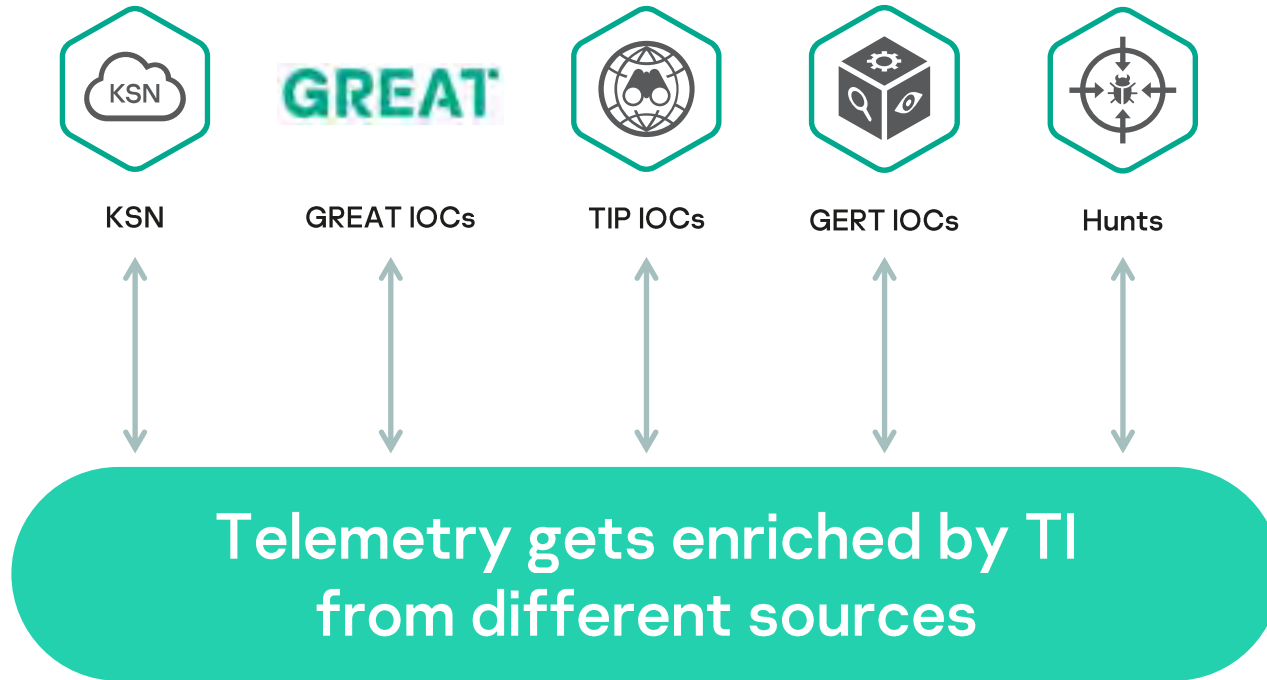 KSN
GREAT
KSN
GREAT IOCs
TIP IOCs
GERT IOCs
Hunts
Telemetry gets enriched by TI
from different sources